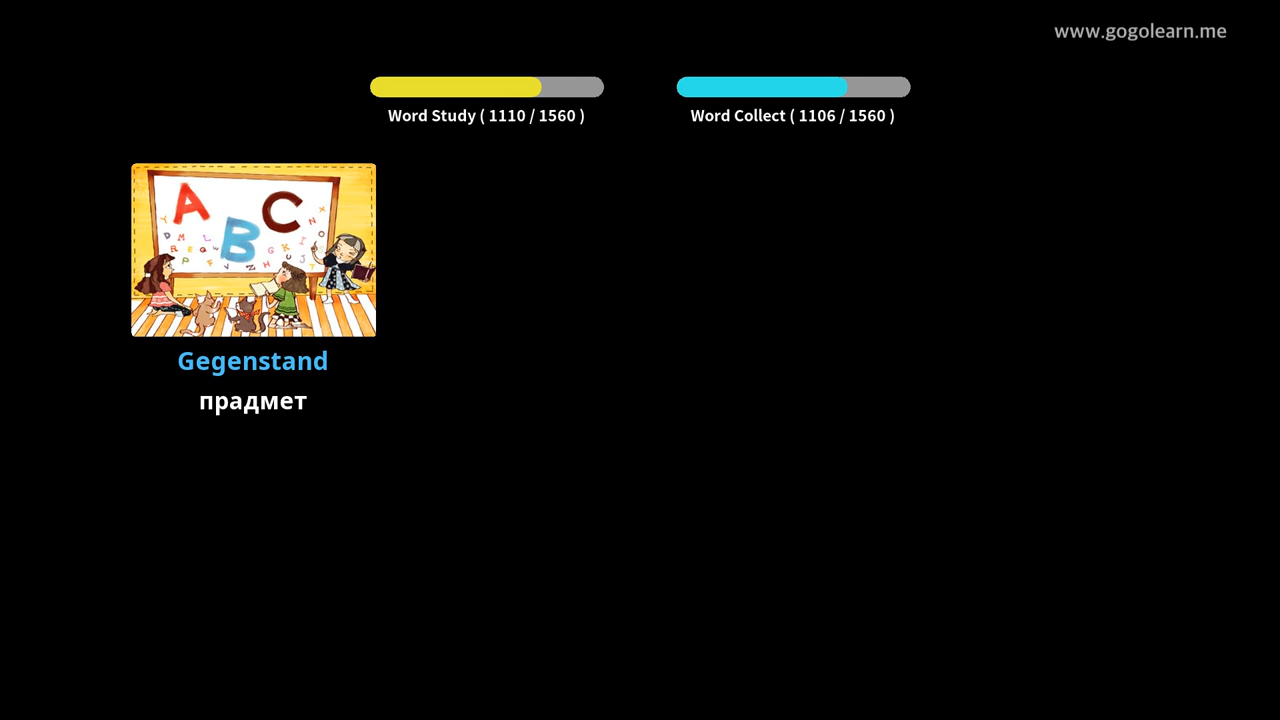 www.gogolearn.me
Word Study ( 1110 / 1560 )
Word Collect ( 1106 / 1560 )
A
B
C
Gegenstand
прадмет